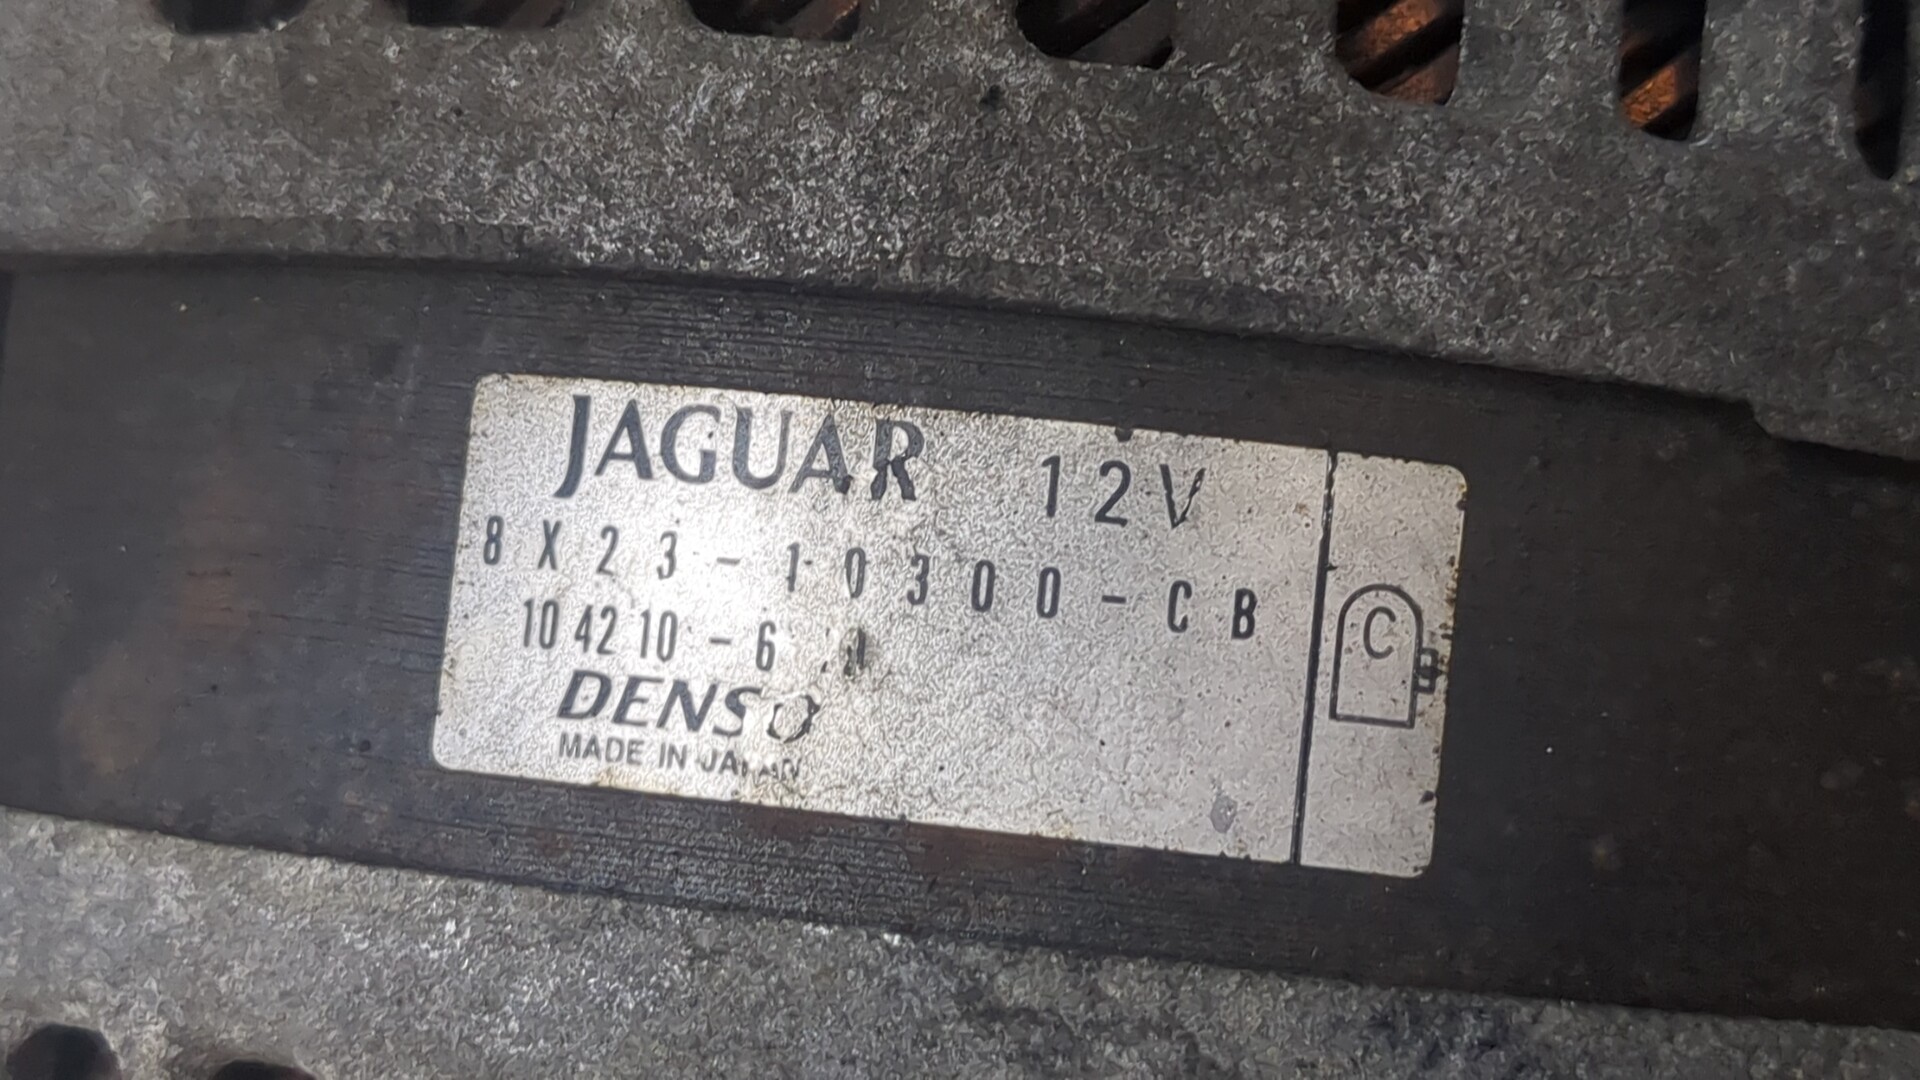 JAGUAR 12V
8X23-10300-CB
104210-6
DENSO
MADE IN JAPAN
C